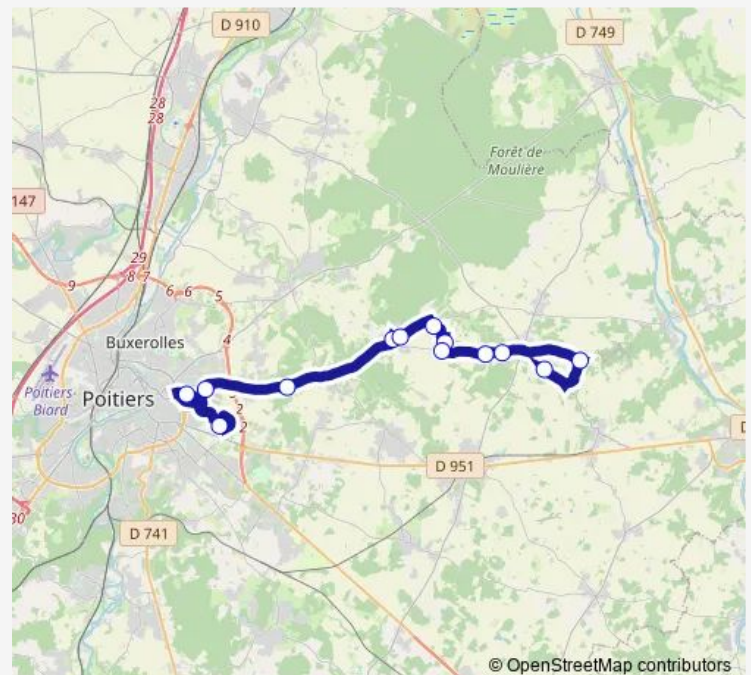 D 910
D 749
28
28
Forêt de
Moulière
147
29
9
8
7
6
6
5
4
Buxerolles
Poitiers
Biard
Poitiers
2
2
D 951
D
30
D 741
© OpenStreetMap contributors